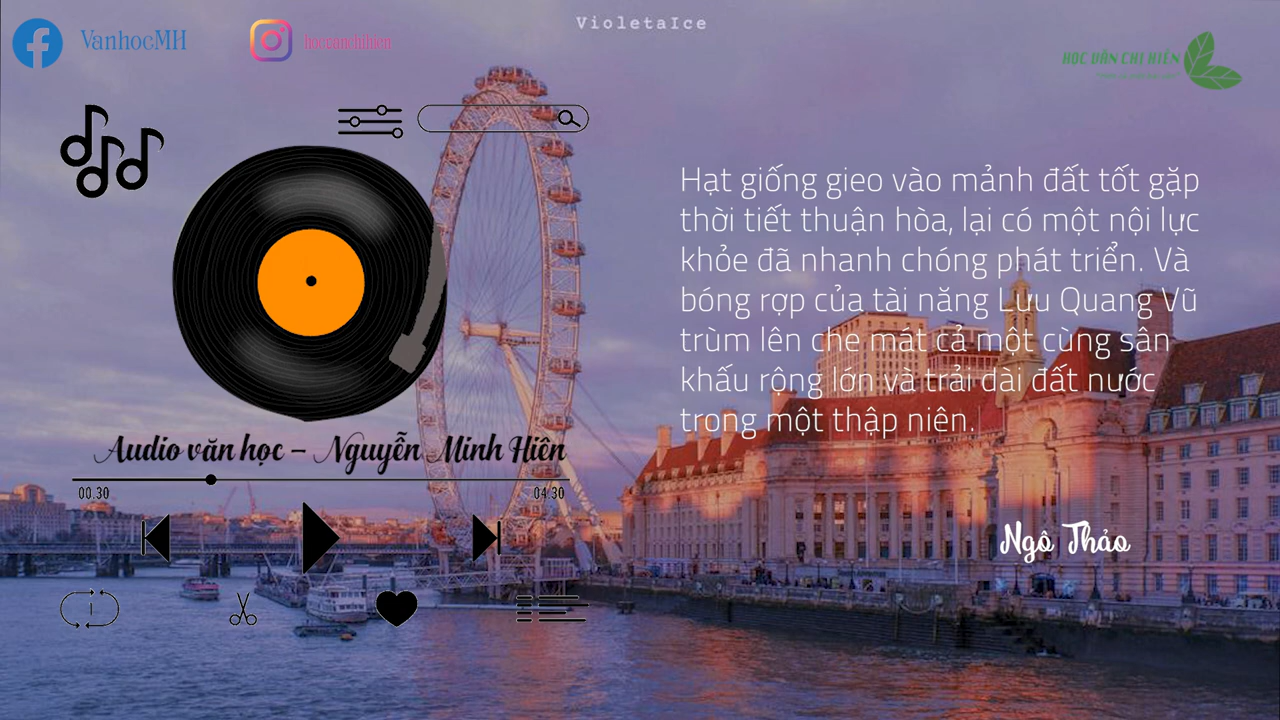 VioletaIce
VanhocMH
hocvanchihien
HOC VĂN CHỊ HIÊN
Hạt giống gieo vào mảnh đất tốt gặp
thời tiết thuận hòa, lại có một nội lực
khỏe đã nhanh chóng phát triển. Và
bóng rợp của tài năng Lưu Quang Vũ
trùm lên che mát cả một cùng sân
khấu rộng lớn và trải dài đất nước
trong một thập niên.
Ngô Thảo
Audio văn học – Nguyễn Minh Hiên
00.30
04:30